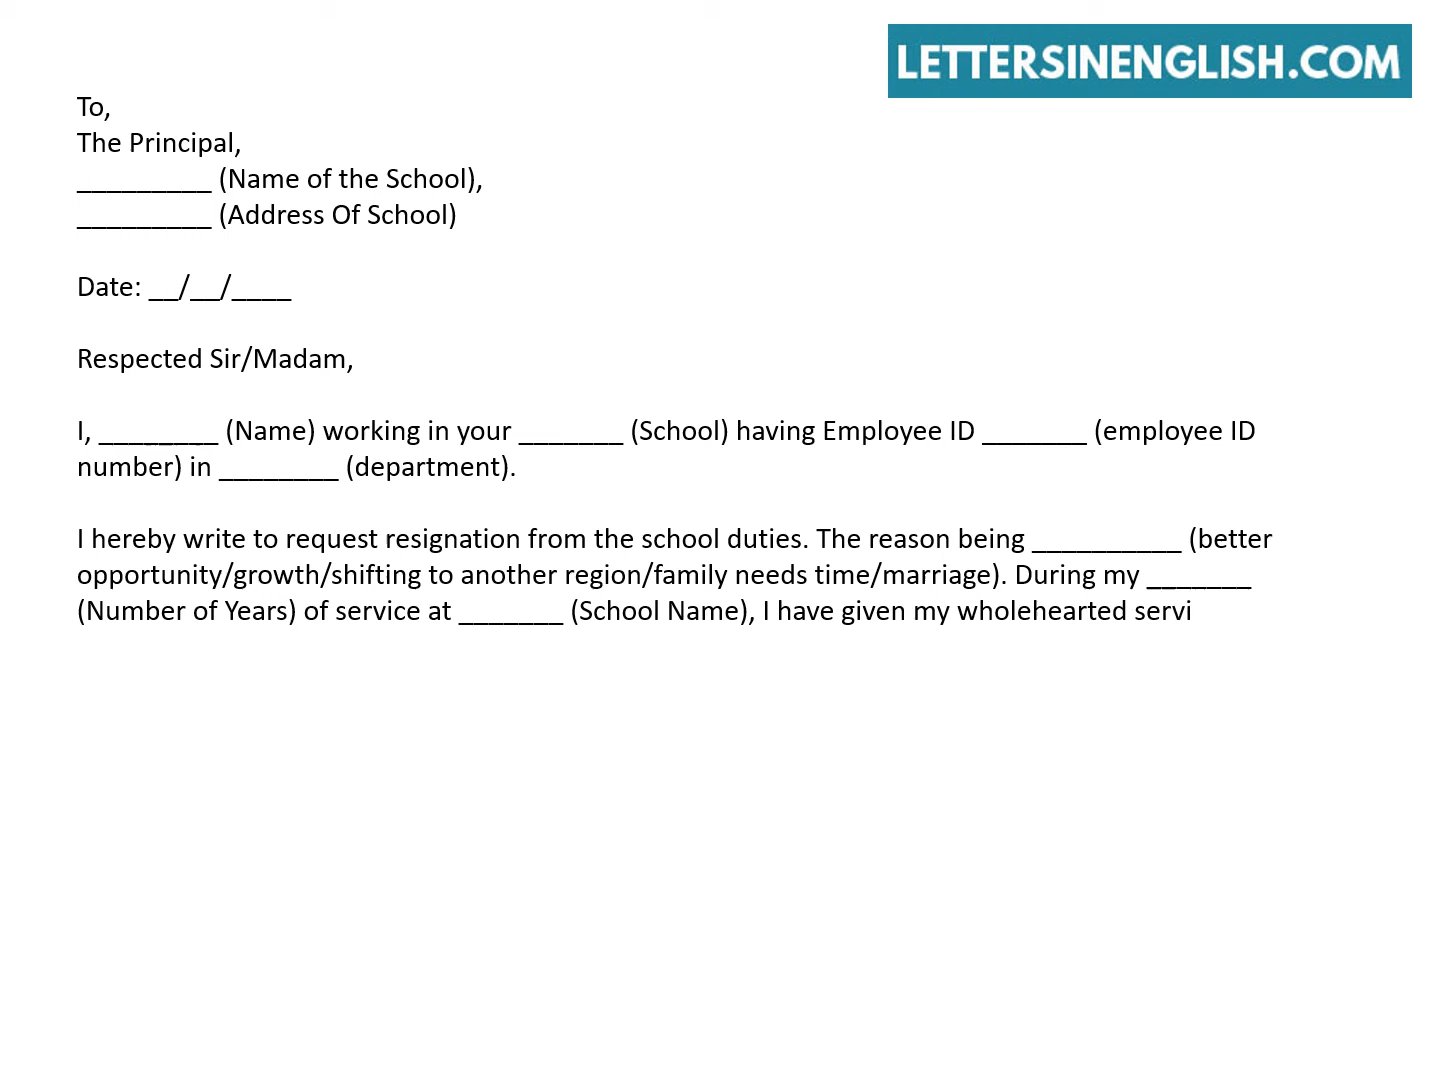 LETTERSINENGLISH.COM
To,
The Principal,
_________ (Name of the School),
_________ (Address Of School)
Date: __/__/____
Respected Sir/Madam,
I, ________ (Name) working in your _______ (School) having Employee ID _______ (employee ID
number) in ________ (department).
I hereby write to request resignation from the school duties. The reason being __________ (better
opportunity/growth/shifting to another region/family needs time/marriage). During my _______
(Number of Years) of service at _______ (School Name), I have given my wholehearted servi